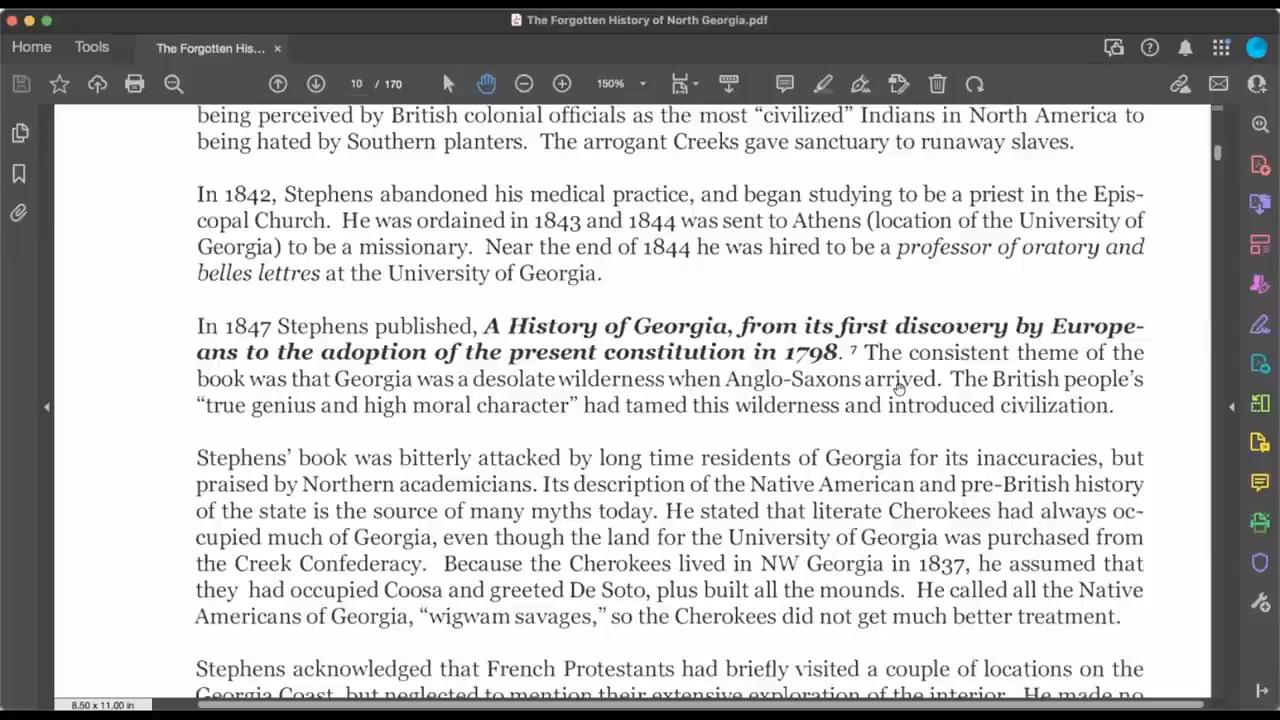 The Forgotten History of North Georgia.pdf
Home Tools The Forgotten His... ×
10 / 170 150%
being perceived by British colonial officials as the most “civilized” Indians in North America to
being hated by Southern planters. The arrogant Creeks gave sanctuary to runaway slaves.
In 1842, Stephens abandoned his medical practice, and began studying to be a priest in the Epis-
copal Church. He was ordained in 1843 and 1844 was sent to Athens (location of the University of
Georgia) to be a missionary. Near the end of 1844 he was hired to be a professor of oratory and
belles lettres at the University of Georgia.
In 1847 Stephens published, A History of Georgia, from its first discovery by Europe-
ans to the adoption of the present constitution in 1798. ⁷ The consistent theme of the
book was that Georgia was a desolate wilderness when Anglo-Saxons arrived. The British people’s
“true genius and high moral character” had tamed this wilderness and introduced civilization.
Stephens’ book was bitterly attacked by long time residents of Georgia for its inaccuracies, but
praised by Northern academicians. Its description of the Native American and pre-British history
of the state is the source of many myths today. He stated that literate Cherokees had always oc-
cupied much of Georgia, even though the land for the University of Georgia was purchased from
the Creek Confederacy. Because the Cherokees lived in NW Georgia in 1837, he assumed that
they had occupied Coosa and greeted De Soto, plus built all the mounds. He called all the Native
Americans of Georgia, “wigwam savages,” so the Cherokees did not get much better treatment.
Stephens acknowledged that French Protestants had briefly visited a couple of locations on the
Georgia Coast, but neglected to mention their extensive exploration of the interior. He made no
8.50 x 11.00 in